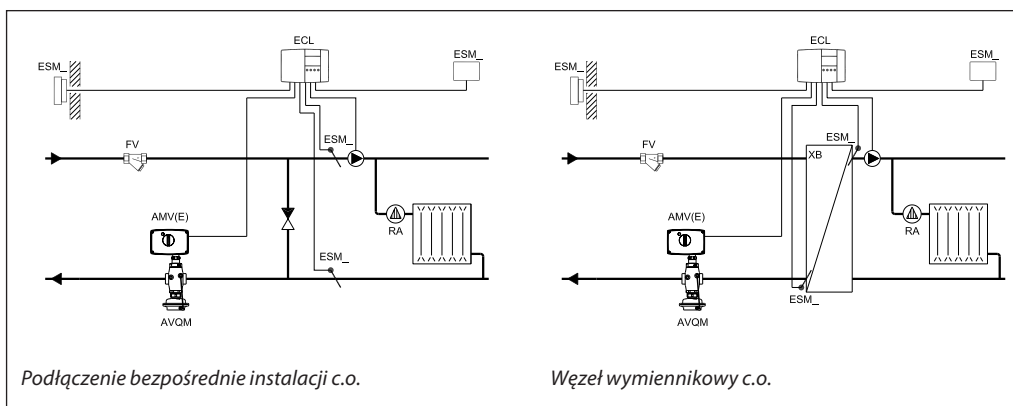 ECL
ESM_
ESM_
ESM_
FV
AMV(E)
RA
ESM_
AVQM
Podłączenie bezpośrednie instalacji c.o.
ECL
ESM_
ESM_
ESM_
FV
XB
AMV(E)
RA
ESM_
AVQM
Węzeł wymiennikowy c.o.